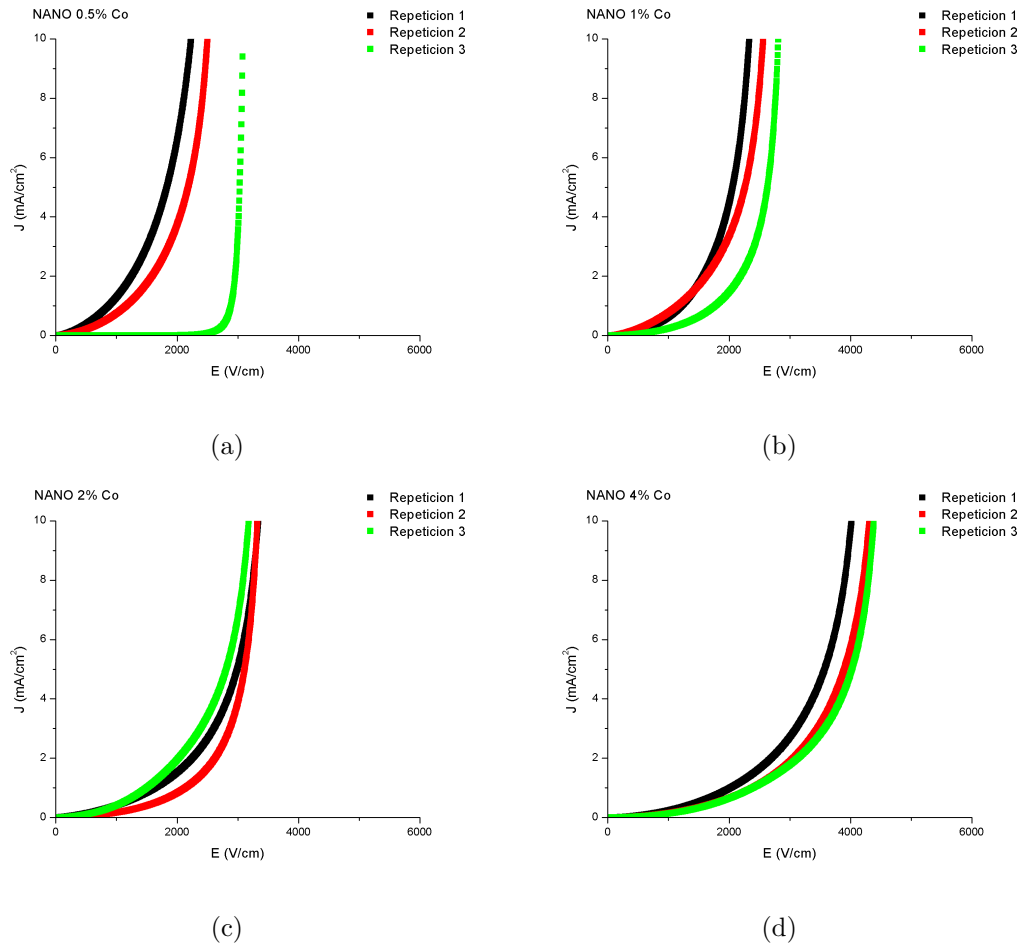 NANO 0.5% Co
Repeticion 1
Repeticion 2
Repeticion 3
10
8
6
4
2
0
J (mA/cm²)
0 2000 4000 6000
E (V/cm)
(a)
NANO 1% Co
Repeticion 1
Repeticion 2
Repeticion 3
10
8
6
4
2
0
J (mA/cm²)
0 2000 4000 6000
E (V/cm)
(b)
NANO 2% Co
Repeticion 1
Repeticion 2
Repeticion 3
10
8
6
4
2
0
J (mA/cm²)
0 2000 4000 6000
E (V/cm)
(c)
NANO 4% Co
Repeticion 1
Repeticion 2
Repeticion 3
10
8
6
4
2
0
J (mA/cm²)
0 2000 4000 6000
E (V/cm)
(d)